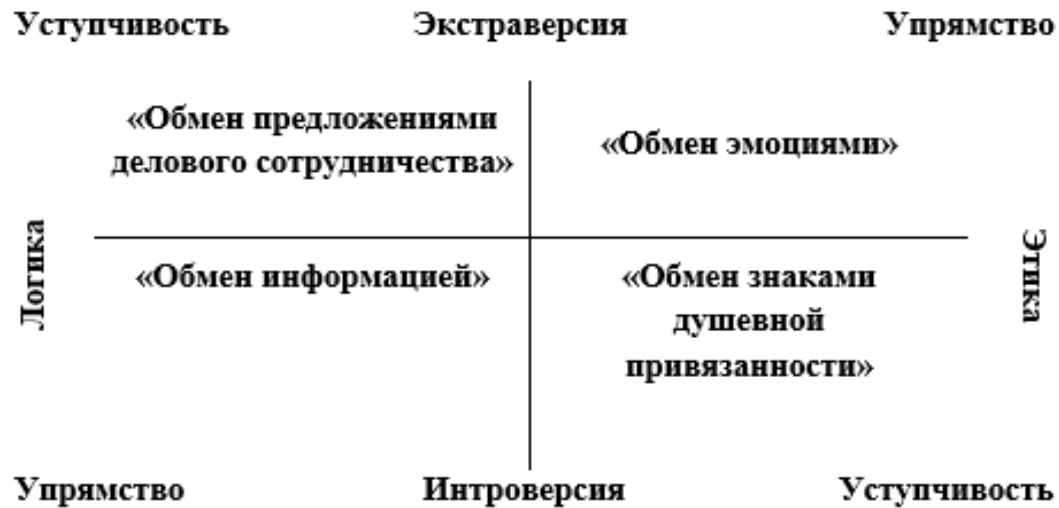 Уступчивость Экстраверсия Упрямство
«Обмен предложениями
делового сотрудничества»
«Обмен эмоциями»
Логика
Этика
«Обмен информацией»
«Обмен знаками
душевной
привязанности»
Упрямство Интроверсия Уступчивость